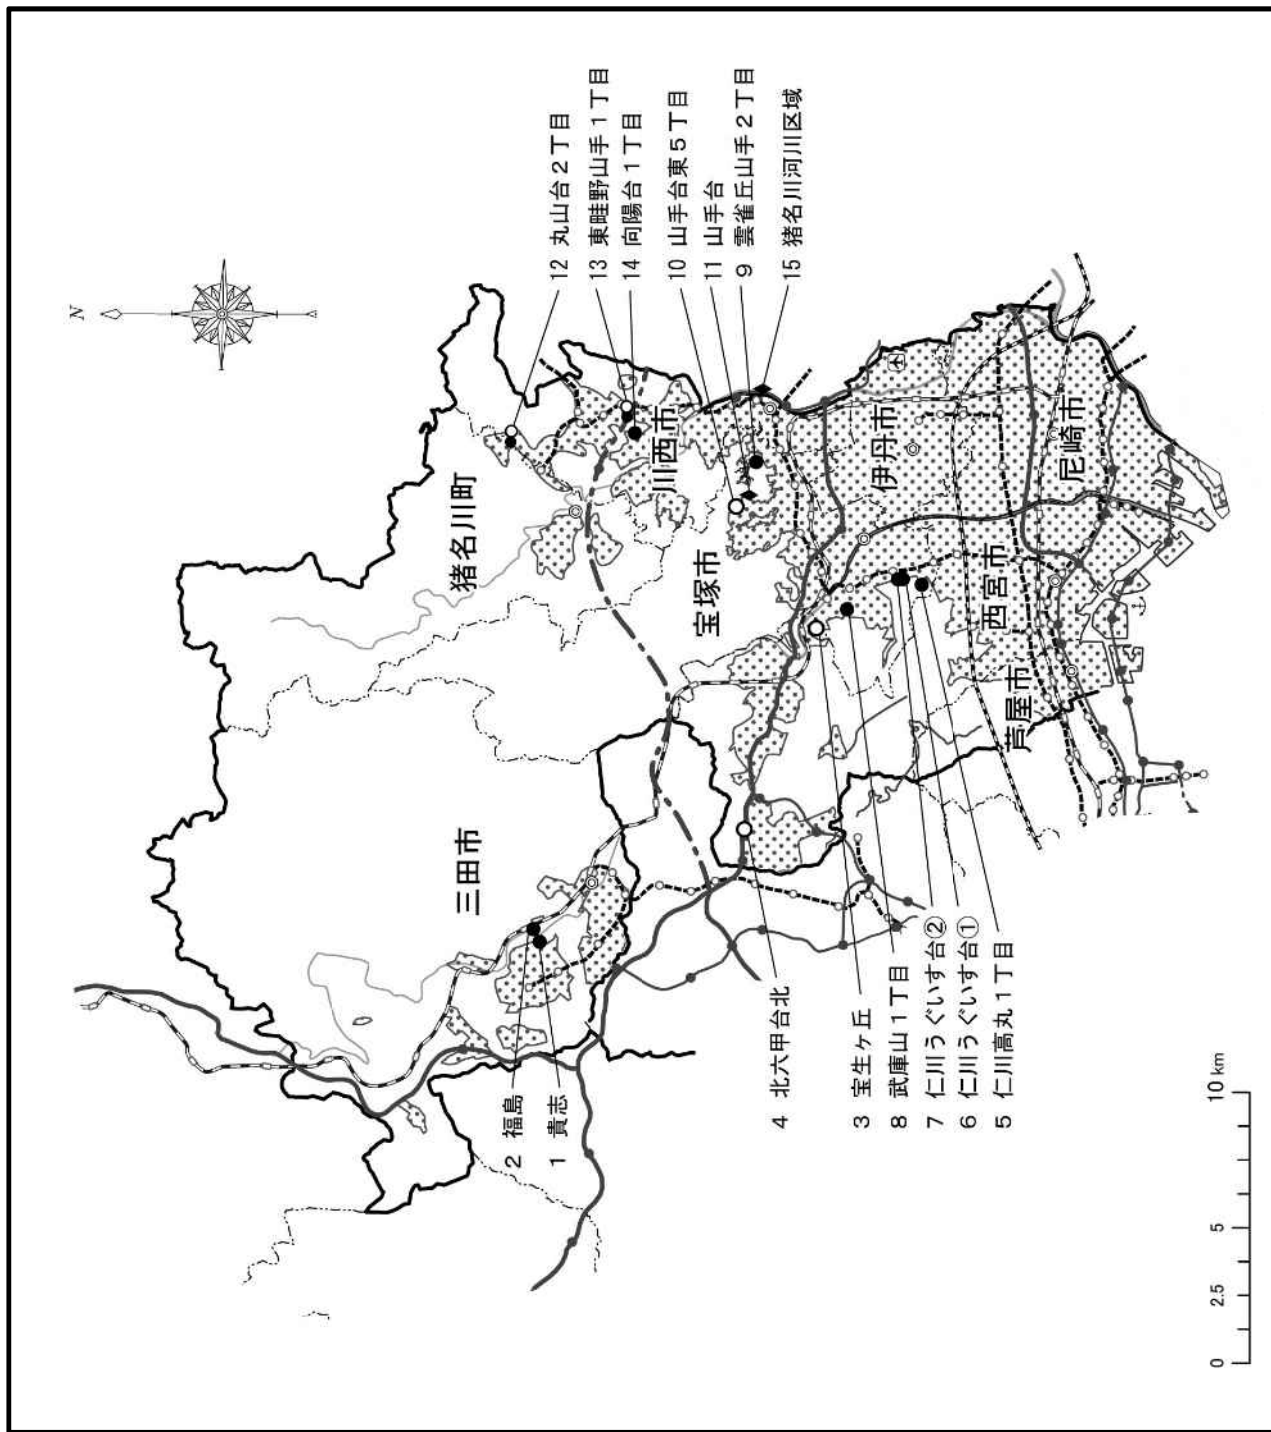 N
12 丸山台２丁目
13 東畦野山手１丁目
14 向陽台１丁目
10 山手台東５丁目
11 山手台
9 雲雀丘山手２丁目
15 猪名川河川区域
猪名川町
川西市
宝塚市
伊丹市
尼崎市
西宮市
芦屋市
三田市
2 福島
1 貴志
4 北六甲台北
3 宝生ヶ丘
8 武庫山１丁目
7 仁川うぐいす台②
6 仁川うぐいす台①
5 仁川高丸１丁目
0 2.5 5 10 km